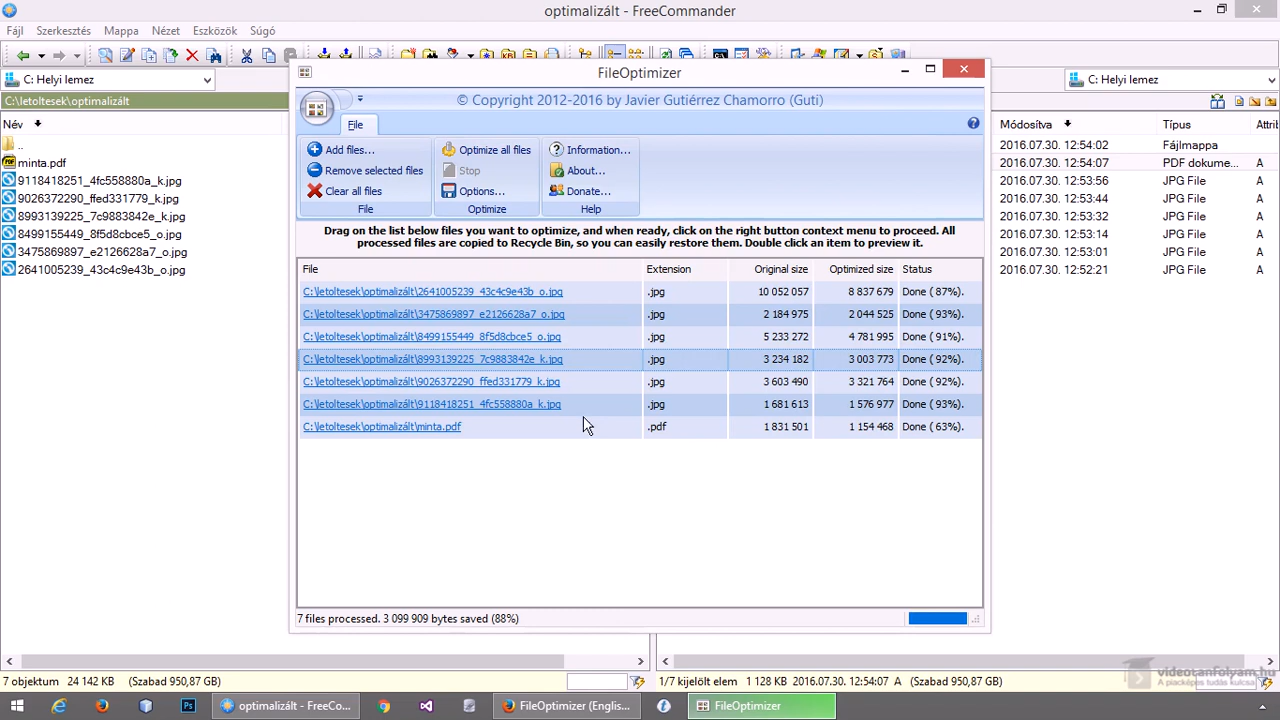 optimalizált - FreeCommander
Fájl Szerkesztés Mappa Nézet Eszközök Súgó
C: Helyi lemez
C:\letoltesek\optimalizált
Név
..
minta.pdf
9118418251_4fc558880a_k.jpg
9026372290_ffed331779_k.jpg
8993139225_7c9883842e_k.jpg
8499155449_8f5d8cbce5_o.jpg
3475869897_e2126628a7_o.jpg
2641005239_43c4c9e43b_o.jpg
FileOptimizer
© Copyright 2012-2016 by Javier Gutiérrez Chamorro (Guti)
File
Add files... Optimize all files Information...
Remove selected files Stop About...
Clear all files Options... Donate...
File Optimize Help
Drag on the list below files you want to optimize, and when ready, click on the right button context menu to proceed. All
processed files are copied to Recycle Bin, so you can easily restore them. Double click an item to preview it.
File Extension Original size Optimized size Status
C:\letoltesek\optimalizált\2641005239_43c4c9e43b_o.jpg .jpg 10 052 057 8 837 679 Done ( 87%).
C:\letoltesek\optimalizált\3475869897_e2126628a7_o.jpg .jpg 2 184 975 2 044 525 Done ( 93%).
C:\letoltesek\optimalizált\8499155449_8f5d8cbce5_o.jpg .jpg 5 233 272 4 781 995 Done ( 91%).
C:\letoltesek\optimalizált\8993139225_7c9883842e_k.jpg .jpg 3 234 182 3 003 773 Done ( 92%).
C:\letoltesek\optimalizált\9026372290_ffed331779_k.jpg .jpg 3 603 490 3 321 764 Done ( 92%).
C:\letoltesek\optimalizált\9118418251_4fc558880a_k.jpg .jpg 1 681 613 1 576 977 Done ( 93%).
C:\letoltesek\optimalizált\minta.pdf .pdf 1 831 501 1 154 468 Done ( 63%).
7 files processed. 3 099 909 bytes saved (88%)
C: Helyi lemez
Módosítva Típus Attrib
2016.07.30. 12:54:02 Fájlmappa
2016.07.30. 12:54:07 PDF dokume... A
2016.07.30. 12:53:56 JPG File A
2016.07.30. 12:53:44 JPG File A
2016.07.30. 12:53:32 JPG File A
2016.07.30. 12:53:14 JPG File A
2016.07.30. 12:53:01 JPG File A
2016.07.30. 12:52:21 JPG File A
7 objektum 24 142 KB (Szabad 950,87 GB)
1/7 kijelölt elem 1 128 KB 2016.07.30. 12:54:07 A (Szabad 950,87 GB)
videotanfolyam.hu
A piacképes tudás kulcsa
optimalizált - FreeCo... FileOptimizer (Englis... FileOptimizer